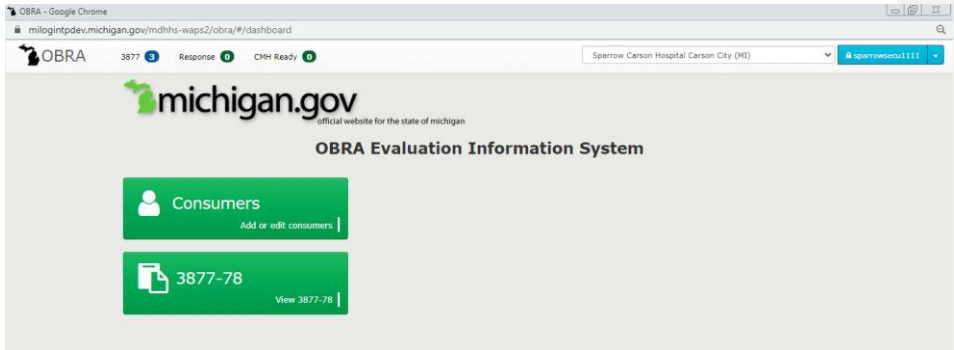 OBRA - Google Chrome
milogintpdev.michigan.gov/mdhhs-waps2/obra/#/dashboard
OBRA 3877 3 Response 0 CMH Ready 0 Sparrow Carson Hospital Carson City (MI) sparrowsecu1111
michigan.gov
official website for the state of michigan
OBRA Evaluation Information System
Consumers
Add or edit consumers
3877-78
View 3877-78